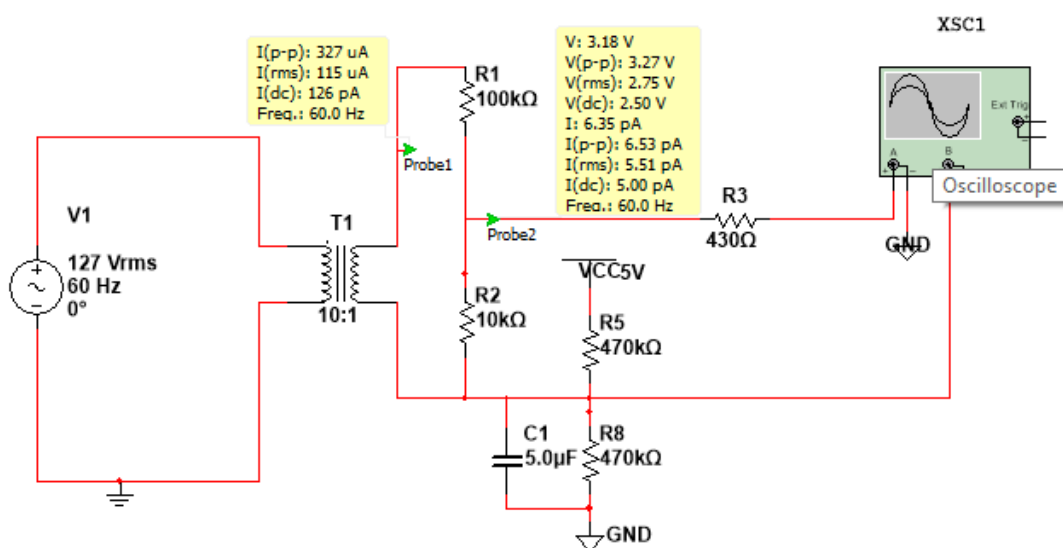 XSC1
I(p-p): 327 uA
I(rms): 115 uA
I(dc): 126 pA
Freq.: 60.0 Hz
Probe1
V: 3.18 V
V(p-p): 3.27 V
V(rms): 2.75 V
V(dc): 2.50 V
I: 6.35 pA
I(p-p): 6.53 pA
I(rms): 5.51 pA
I(dc): 5.00 pA
Freq.: 60.0 Hz
Probe2
R1
100kΩ
Ext Trig
+
−
A
B
+
−
Oscilloscope
V1
127 Vrms
60 Hz
0°
T1
10:1
R3
430Ω
GND
VCC5V
R2
10kΩ
R5
470kΩ
C1
5.0µF
R8
470kΩ
GND